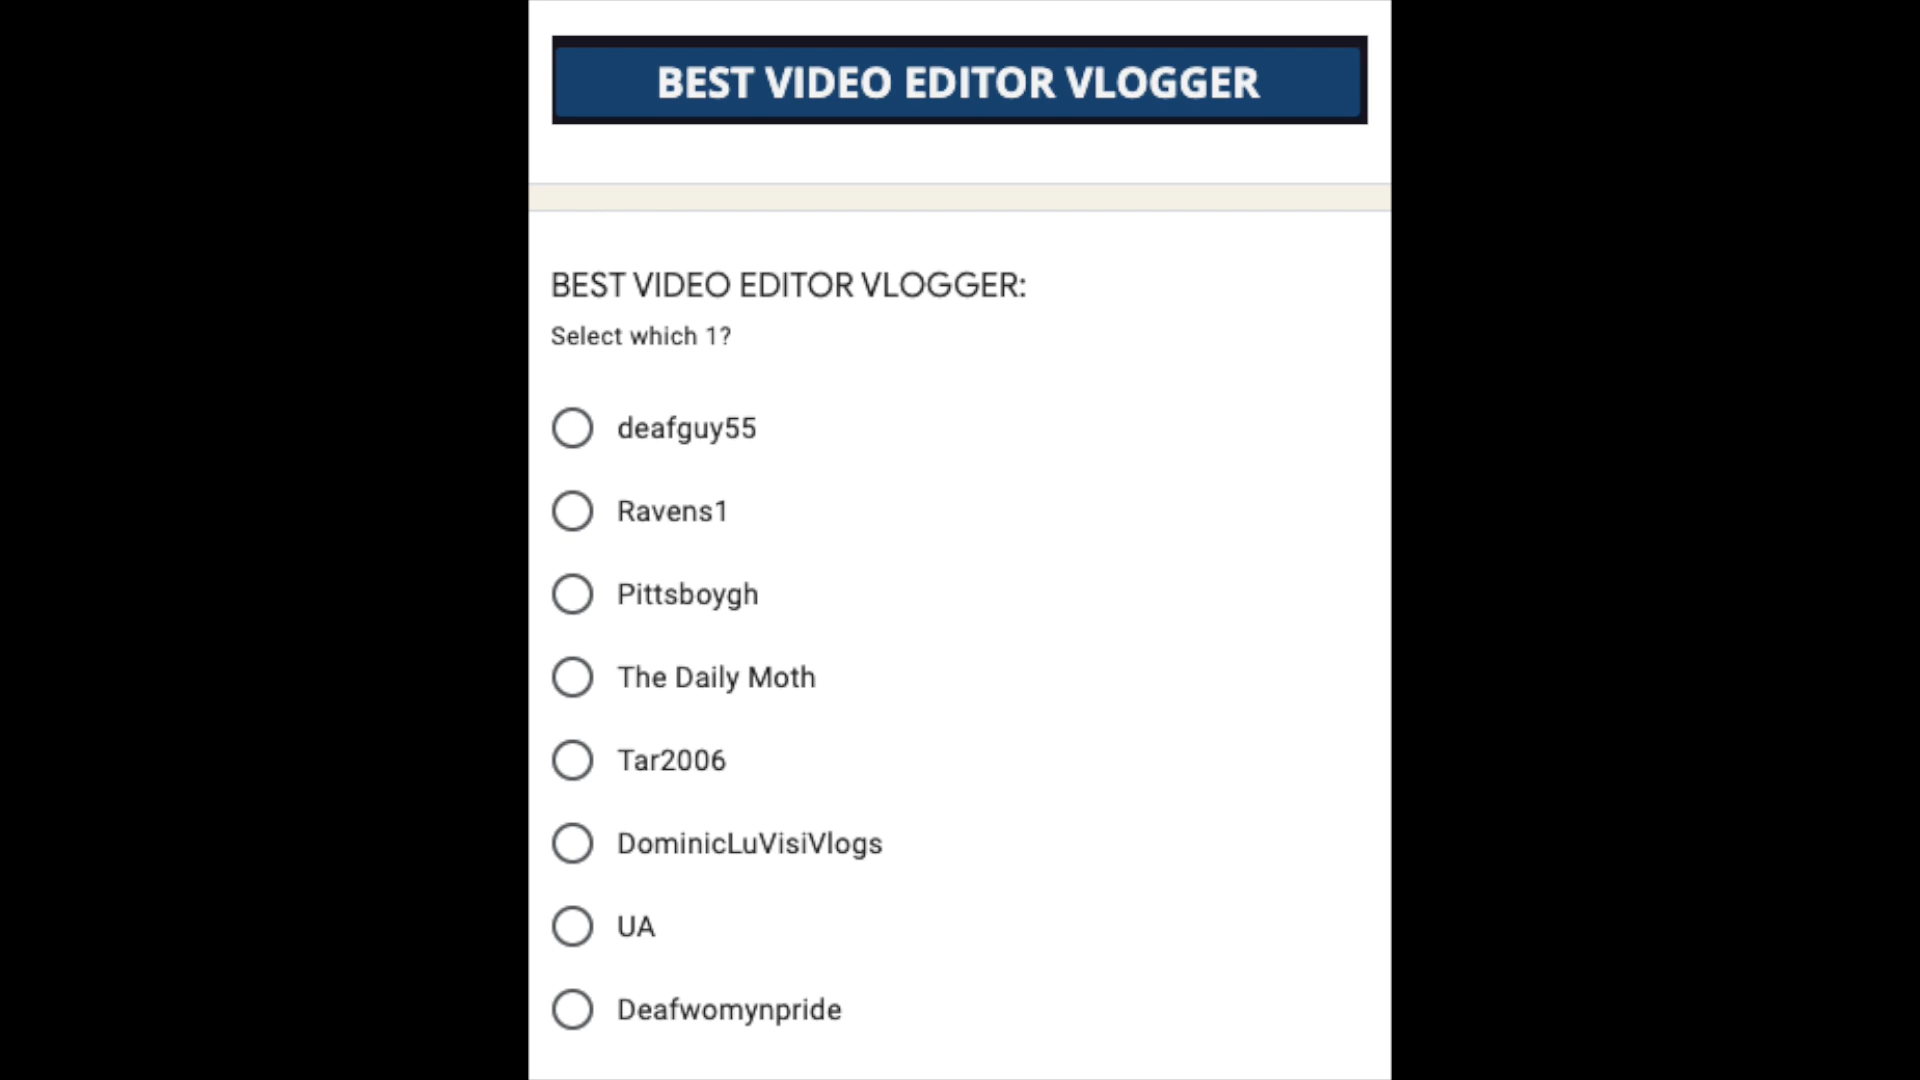 BEST VIDEO EDITOR VLOGGER
BEST VIDEO EDITOR VLOGGER:
Select which 1?
deafguy55
Ravens1
Pittsboygh
The Daily Moth
Tar2006
DominicLuVisiVlogs
UA
Deafwomynpride